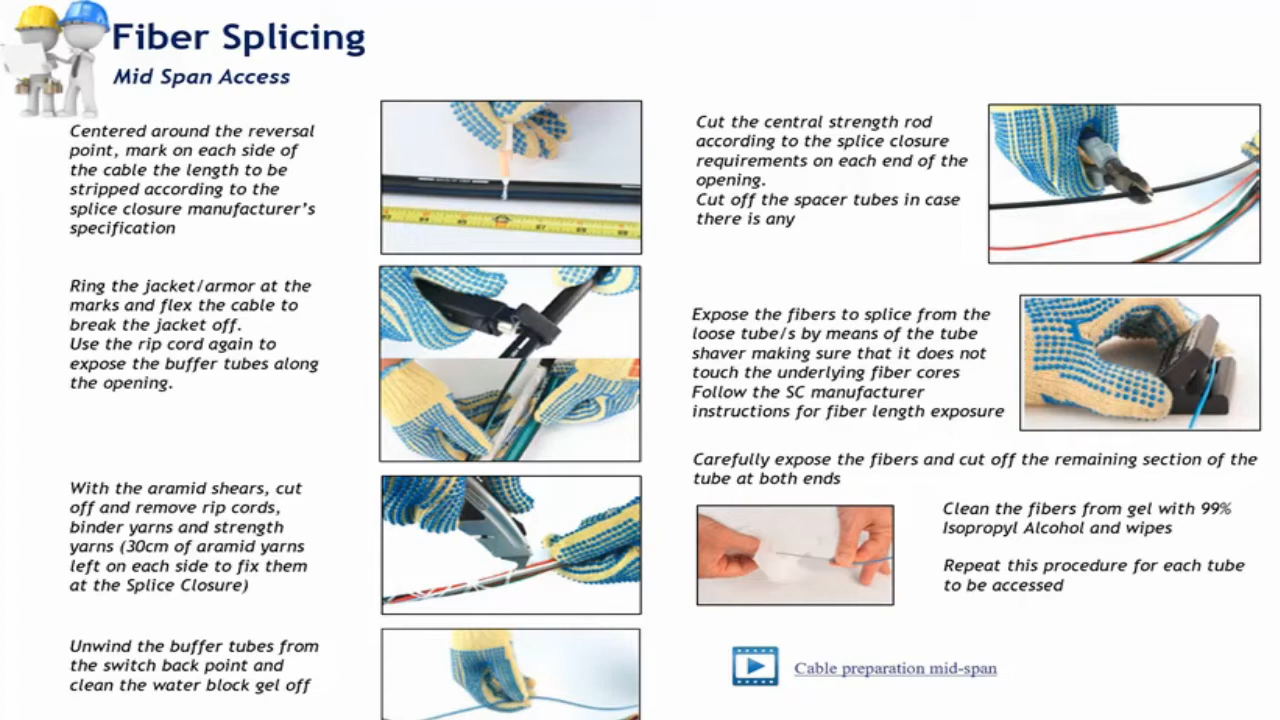 Fiber Splicing
Mid Span Access
Centered around the reversal
point, mark on each side of
the cable the length to be
stripped according to the
splice closure manufacturer's
specification
Ring the jacket/armor at the
marks and flex the cable to
break the jacket off.
Use the rip cord again to
expose the buffer tubes along
the opening.
With the aramid shears, cut
off and remove rip cords,
binder yarns and strength
yarns (30cm of aramid yarns
left on each side to fix them
at the Splice Closure)
Unwind the buffer tubes from
the switch back point and
clean the water block gel off
Cut the central strength rod
according to the splice closure
requirements on each end of the
opening.
Cut off the spacer tubes in case
there is any
Expose the fibers to splice from the
loose tube/s by means of the tube
shaver making sure that it does not
touch the underlying fiber cores
Follow the SC manufacturer
instructions for fiber length exposure
Carefully expose the fibers and cut off the remaining section of the
tube at both ends
Clean the fibers from gel with 99%
Isopropyl Alcohol and wipes
Repeat this procedure for each tube
to be accessed
Cable preparation mid-span